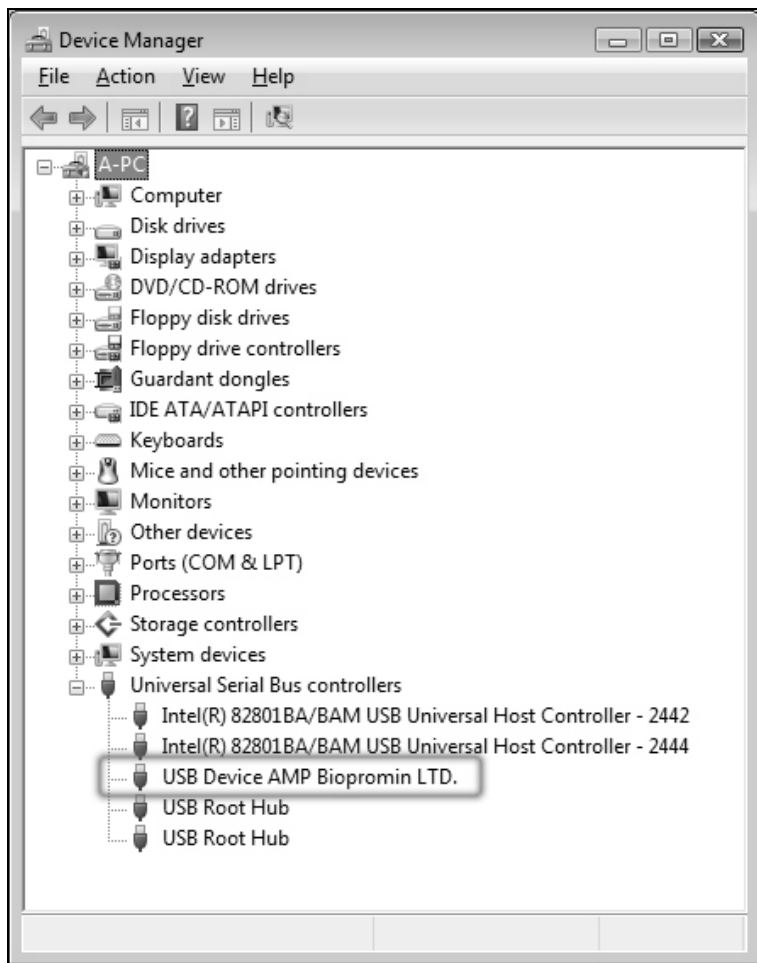 Device Manager
File Action View Help
A-PC
Computer
Disk drives
Display adapters
DVD/CD-ROM drives
Floppy disk drives
Floppy drive controllers
Guardant dongles
IDE ATA/ATAPI controllers
Keyboards
Mice and other pointing devices
Monitors
Other devices
Ports (COM & LPT)
Processors
Storage controllers
System devices
Universal Serial Bus controllers
Intel(R) 82801BA/BAM USB Universal Host Controller - 2442
Intel(R) 82801BA/BAM USB Universal Host Controller - 2444
USB Device AMP Biopromin LTD.
USB Root Hub
USB Root Hub